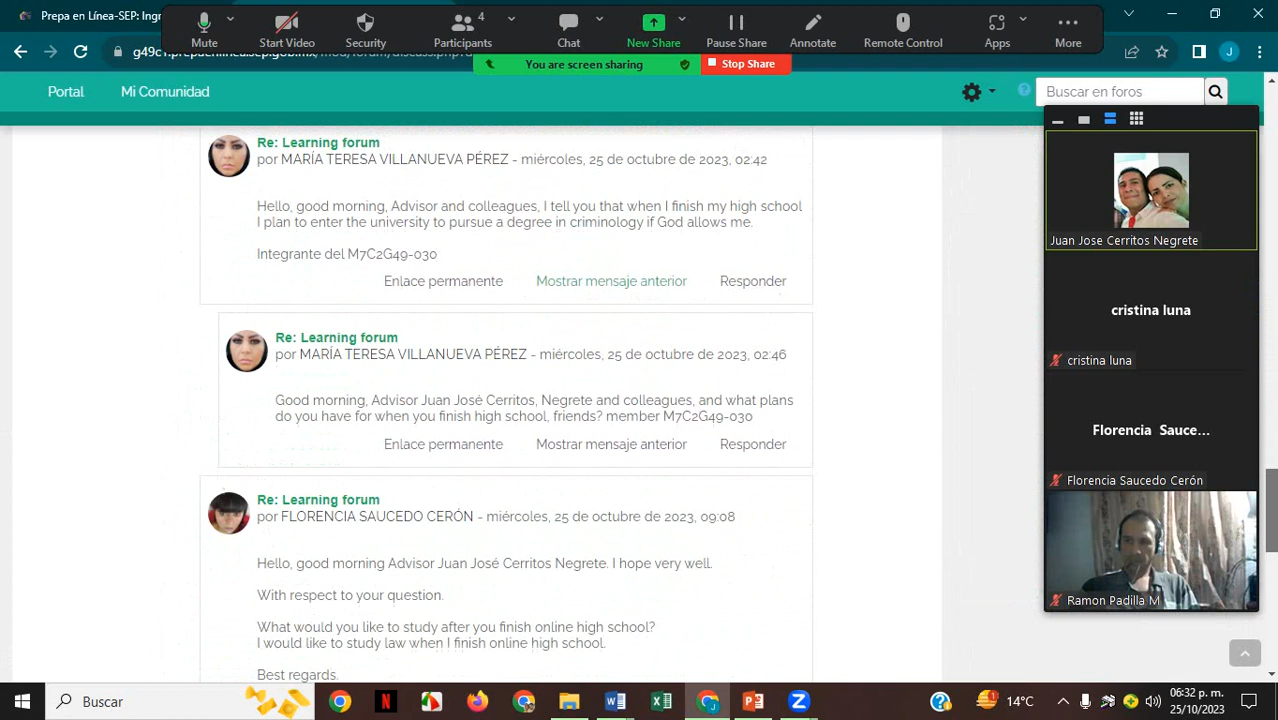 Prepa en Línea-SEP: Ingr
Mute
Start Video
Security
4
Participants
Chat
New Share
Pause Share
Annotate
Remote Control
Apps
More
You are screen sharing
Stop Share
J
Portal
Mi Comunidad
Buscar en foros
Re: Learning forum
por MARÍA TERESA VILLANUEVA PÉREZ - miércoles, 25 de octubre de 2023, 02:42
Hello, good morning, Advisor and colleagues, I tell you that when I finish my high school
I plan to enter the university to pursue a degree in criminology if God allows me.
Integrante del M7C2G49-030
Enlace permanente
Mostrar mensaje anterior
Responder
Re: Learning forum
por MARÍA TERESA VILLANUEVA PÉREZ - miércoles, 25 de octubre de 2023, 02:46
Good morning, Advisor Juan José Cerritos, Negrete and colleagues, and what plans
do you have for when you finish high school, friends? member M7C2G49-030
Enlace permanente
Mostrar mensaje anterior
Responder
Re: Learning forum
por FLORENCIA SAUCEDO CERÓN - miércoles, 25 de octubre de 2023, 09:08
Hello, good morning Advisor Juan José Cerritos Negrete. I hope very well.
With respect to your question.
What would you like to study after you finish online high school?
I would like to study law when I finish online high school.
Best regards.
Juan Jose Cerritos Negrete
cristina luna
cristina luna
Florencia Sauce...
Florencia Saucedo Cerón
Ramon Padilla M
Buscar
14°C
06:32 p. m.
25/10/2023